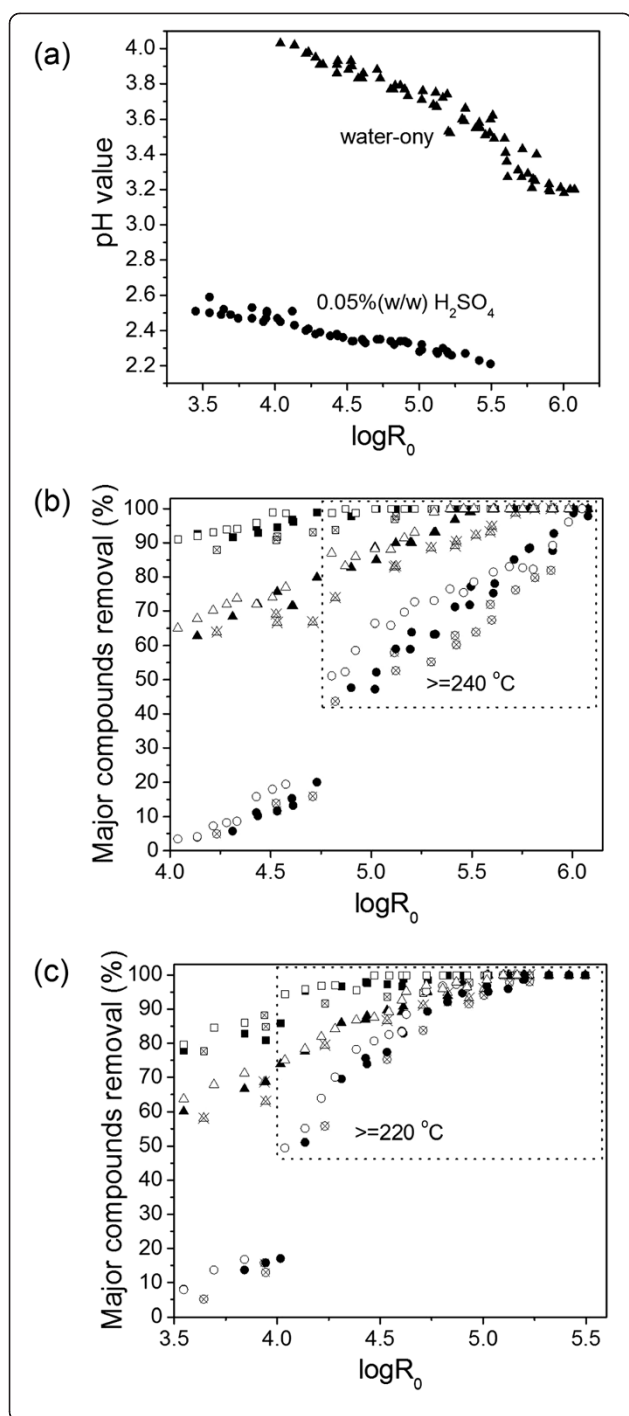 (a)
pH value
4.0
3.8
3.6
3.4
3.2
3.0
2.8
2.6
2.4
2.2
water-ony
0.05%(w/w) H₂SO₄
3.5 4.0 4.5 5.0 5.5 6.0
logR₀
(b)
Major compounds removal (%)
100
90
80
70
60
50
40
30
20
10
0
>=240 °C
4.0 4.5 5.0 5.5 6.0
logR₀
(c)
Major compounds removal (%)
100
90
80
70
60
50
40
30
20
10
0
>=220 °C
3.5 4.0 4.5 5.0 5.5
logR₀